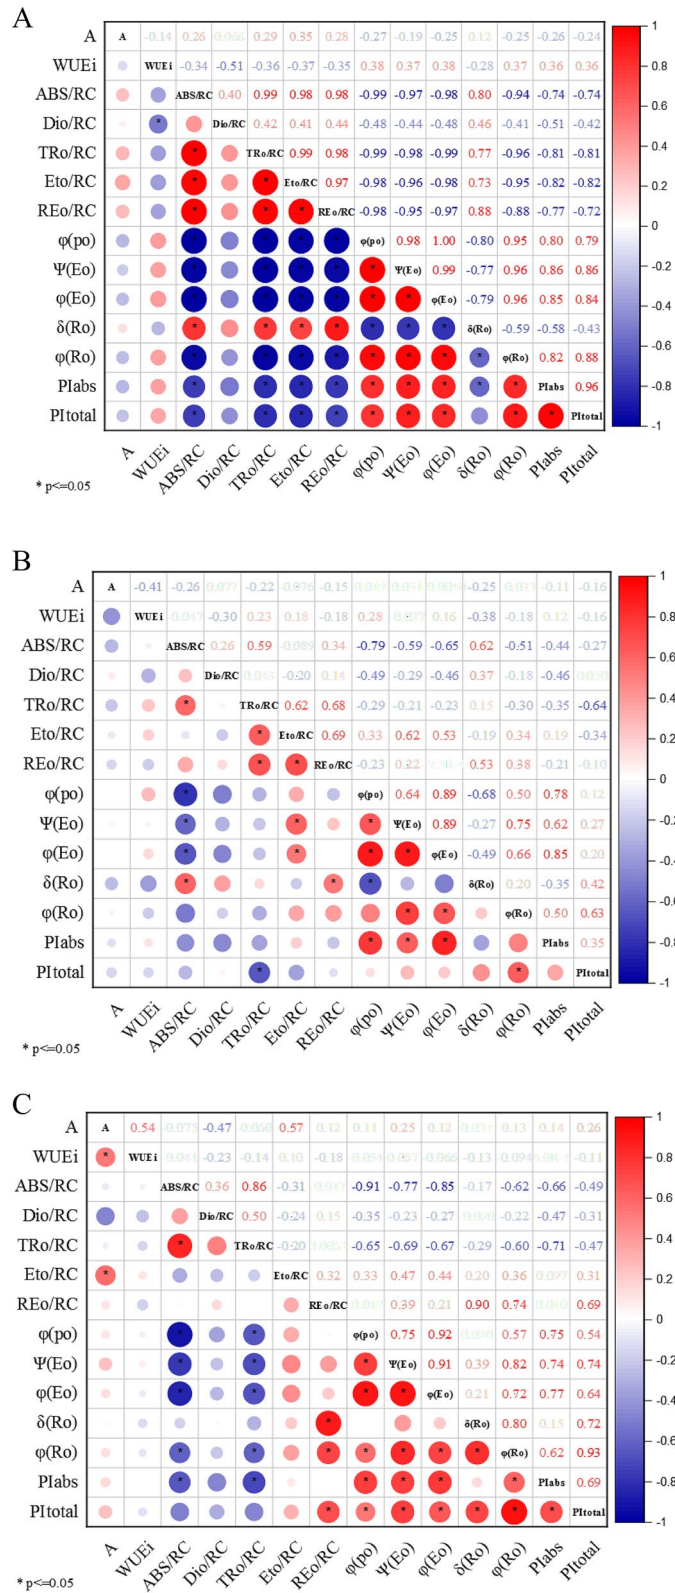 A
A A -0.14 0.26 0.066 0.29 0.35 0.28 -0.27 -0.19 -0.25 0.12 -0.25 -0.26 -0.24
WUEi WUEi -0.34 -0.51 -0.36 -0.37 -0.35 0.38 0.37 0.38 -0.28 0.37 0.36 0.36
ABS/RC ABS/RC 0.40 0.99 0.98 0.98 -0.99 -0.97 -0.98 0.80 -0.94 -0.74 -0.74
Dio/RC * Dio/RC 0.42 0.41 0.44 -0.48 -0.44 -0.48 0.46 -0.41 -0.51 -0.42
TRo/RC * TRo/RC 0.99 0.98 -0.99 -0.98 -0.99 0.77 -0.96 -0.81 -0.81
Eto/RC * * Eto/RC 0.97 -0.98 -0.96 -0.98 0.73 -0.95 -0.82 -0.82
REo/RC * * * REo/RC -0.98 -0.95 -0.97 0.88 -0.88 -0.77 -0.72
φ(po) * * * * φ(po) 0.98 1.00 -0.80 0.95 0.80 0.79
Ψ(Eo) * * * * * Ψ(Eo) 0.99 -0.77 0.96 0.86 0.86
φ(Eo) * * * * * * φ(Eo) -0.79 0.96 0.85 0.84
δ(Ro) * * * * * * * δ(Ro) -0.59 -0.58 -0.43
φ(Ro) * * * * * * * * φ(Ro) 0.82 0.88
PIabs * * * * * * * * * PIabs 0.96
PItotal * * * * * * * * * PItotal
A WUEi ABS/RC Dio/RC TRo/RC Eto/RC REo/RC φ(po) Ψ(Eo) φ(Eo) δ(Ro) φ(Ro) PIabs PItotal
1
0.8
0.6
0.4
0.2
0
-0.2
-0.4
-0.6
-0.8
-1
* p<=0.05
B
A A -0.41 -0.26 0.077 -0.22 -0.076 -0.15 -0.25 -0.11 -0.16
WUEi WUEi -0.047 -0.30 0.23 0.18 -0.18 0.28 0.16 -0.38 -0.18 0.12 -0.16
ABS/RC ABS/RC 0.26 0.59 -0.089 0.34 -0.79 -0.59 -0.65 0.62 -0.51 -0.44 -0.27
Dio/RC Dio/RC -0.20 0.14 -0.49 -0.29 -0.46 0.37 -0.18 -0.46
TRo/RC * TRo/RC 0.62 0.68 -0.29 -0.21 -0.23 0.15 -0.30 -0.35 -0.64
Eto/RC * Eto/RC 0.69 0.33 0.62 0.53 -0.19 0.34 0.19 -0.34
REo/RC * * REo/RC -0.23 0.22 0.53 0.38 -0.21 -0.10
φ(po) * φ(po) 0.64 0.89 -0.68 0.50 0.78 0.12
Ψ(Eo) * * * Ψ(Eo) 0.89 -0.27 0.75 0.62 0.27
φ(Eo) * * * * φ(Eo) -0.49 0.66 0.85 0.20
δ(Ro) * * * δ(Ro) 0.20 -0.35 0.42
φ(Ro) * * φ(Ro) 0.50 0.63
PIabs * * * PIabs 0.35
PItotal * * PItotal
A WUEi ABS/RC Dio/RC TRo/RC Eto/RC REo/RC φ(po) Ψ(Eo) φ(Eo) δ(Ro) φ(Ro) PIabs PItotal
1
0.8
0.6
0.4
0.2
0
-0.2
-0.4
-0.6
-0.8
-1
* p<=0.05
C
A A 0.54 -0.075 -0.47 -0.060 0.57 0.12 0.11 0.25 0.12 0.13 0.14 0.26
WUEi * WUEi -0.23 -0.14 0.10 -0.18 0.067 -0.066 -0.13 -0.094 -0.11
ABS/RC ABS/RC 0.36 0.86 -0.31 -0.91 -0.77 -0.85 -0.17 -0.62 -0.66 -0.49
Dio/RC Dio/RC 0.50 -0.24 0.15 -0.35 -0.23 -0.27 -0.22 -0.47 -0.31
TRo/RC * TRo/RC -0.20 -0.65 -0.69 -0.67 -0.29 -0.60 -0.71 -0.47
Eto/RC * Eto/RC 0.32 0.33 0.47 0.44 0.20 0.36 0.097 0.31
REo/RC REo/RC 0.39 0.21 0.90 0.74 0.69
φ(po) * * φ(po) 0.75 0.92 0.57 0.75 0.54
Ψ(Eo) * * * Ψ(Eo) 0.91 0.39 0.82 0.74 0.74
φ(Eo) * * * * φ(Eo) 0.21 0.72 0.77 0.64
δ(Ro) * δ(Ro) 0.80 0.15 0.72
φ(Ro) * * * * * * * φ(Ro) 0.62 0.93
PIabs * * * * * * PIabs 0.69
PItotal * * * * * * * PItotal
A WUEi ABS/RC Dio/RC TRo/RC Eto/RC REo/RC φ(po) Ψ(Eo) φ(Eo) δ(Ro) φ(Ro) PIabs PItotal
1
0.8
0.6
0.4
0.2
0
-0.2
-0.4
-0.6
-0.8
-1
* p<=0.05